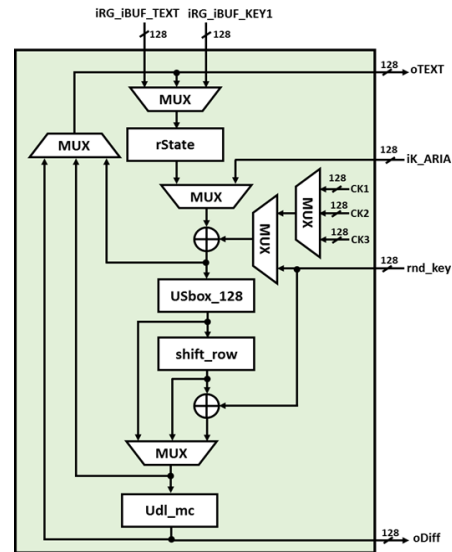 iRG_iBUF_TEXT iRG_iBUF_KEY1
128 128
128 oTEXT
MUX
MUX
rState
128 iK_ARIA
MUX
128 CK1
MUX
128 CK2
MUX
128 CK3
128 rnd_key
USbox_128
shift_row
MUX
Udl_mc
128 oDiff